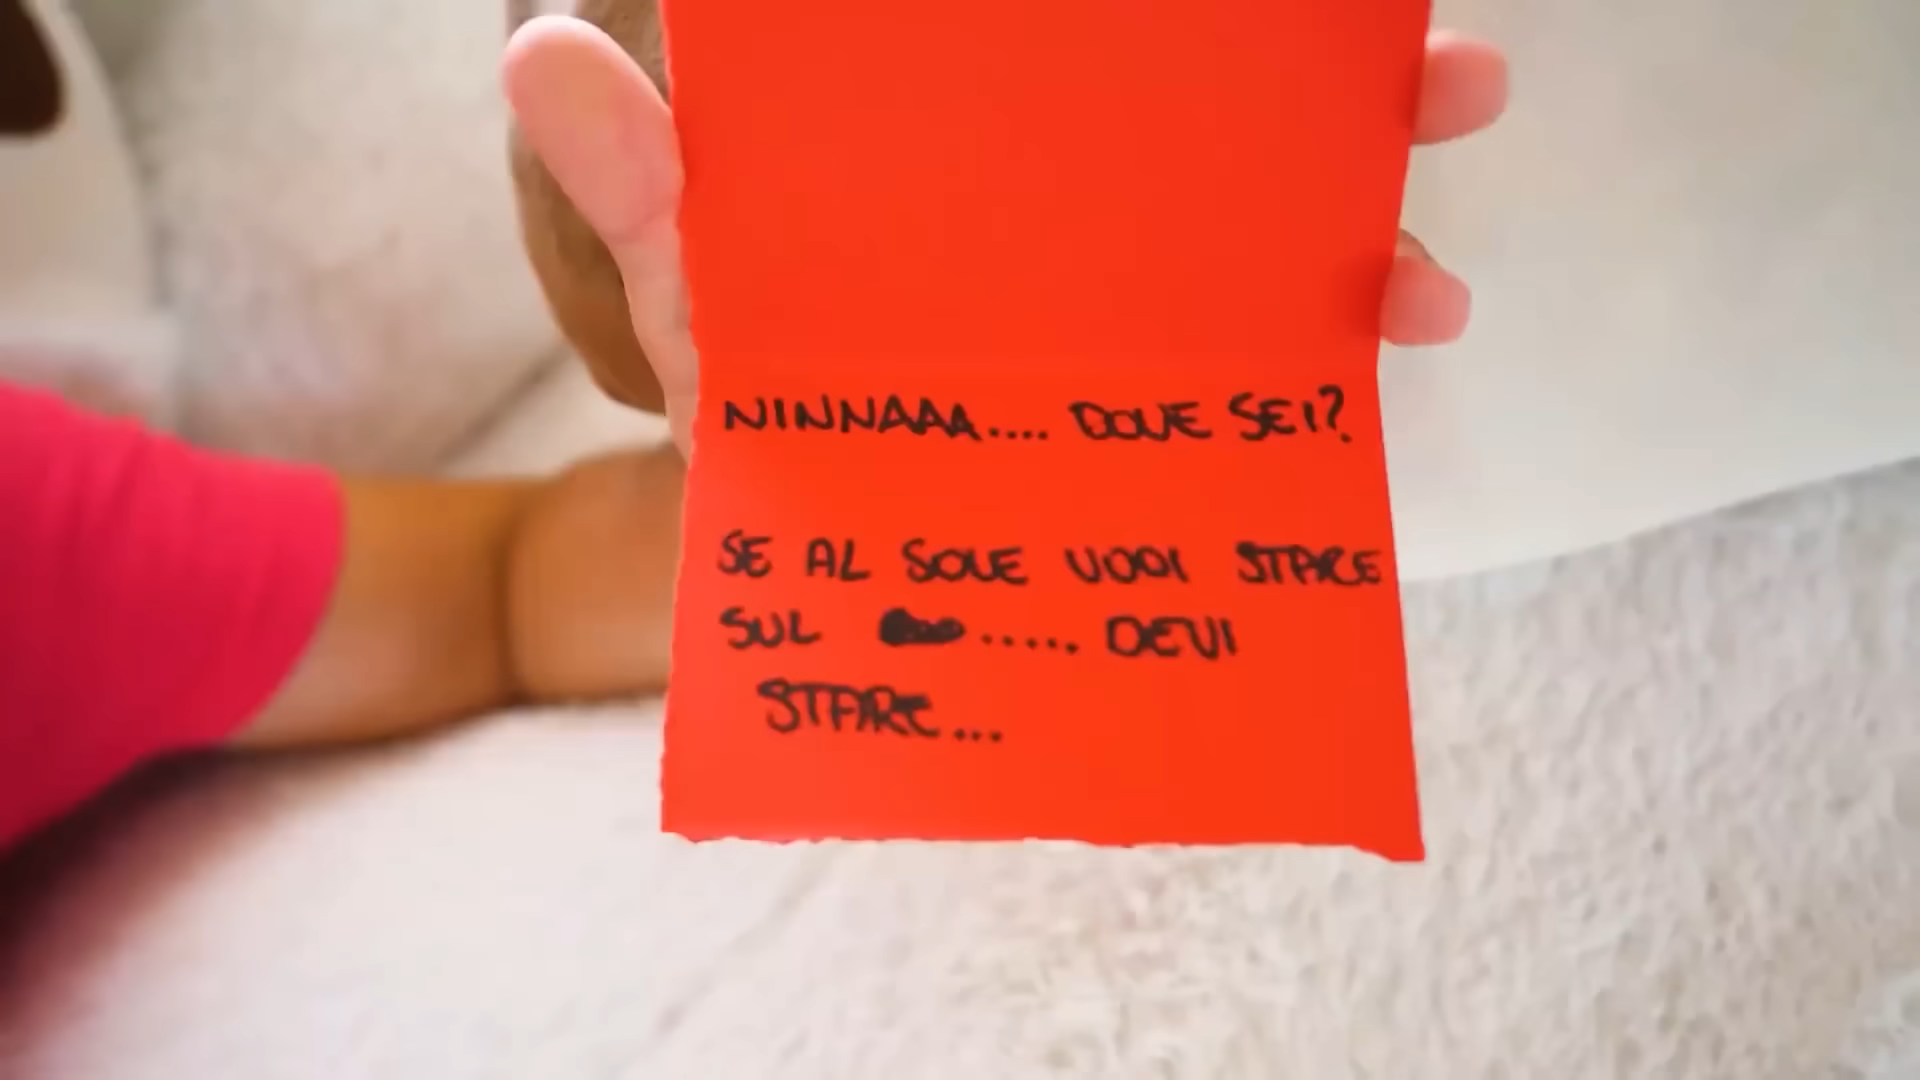 NINNAAA.... DOVE SEI?
SE AL SOLE VUOI STARE
SUL ..... DEVI
STARE...